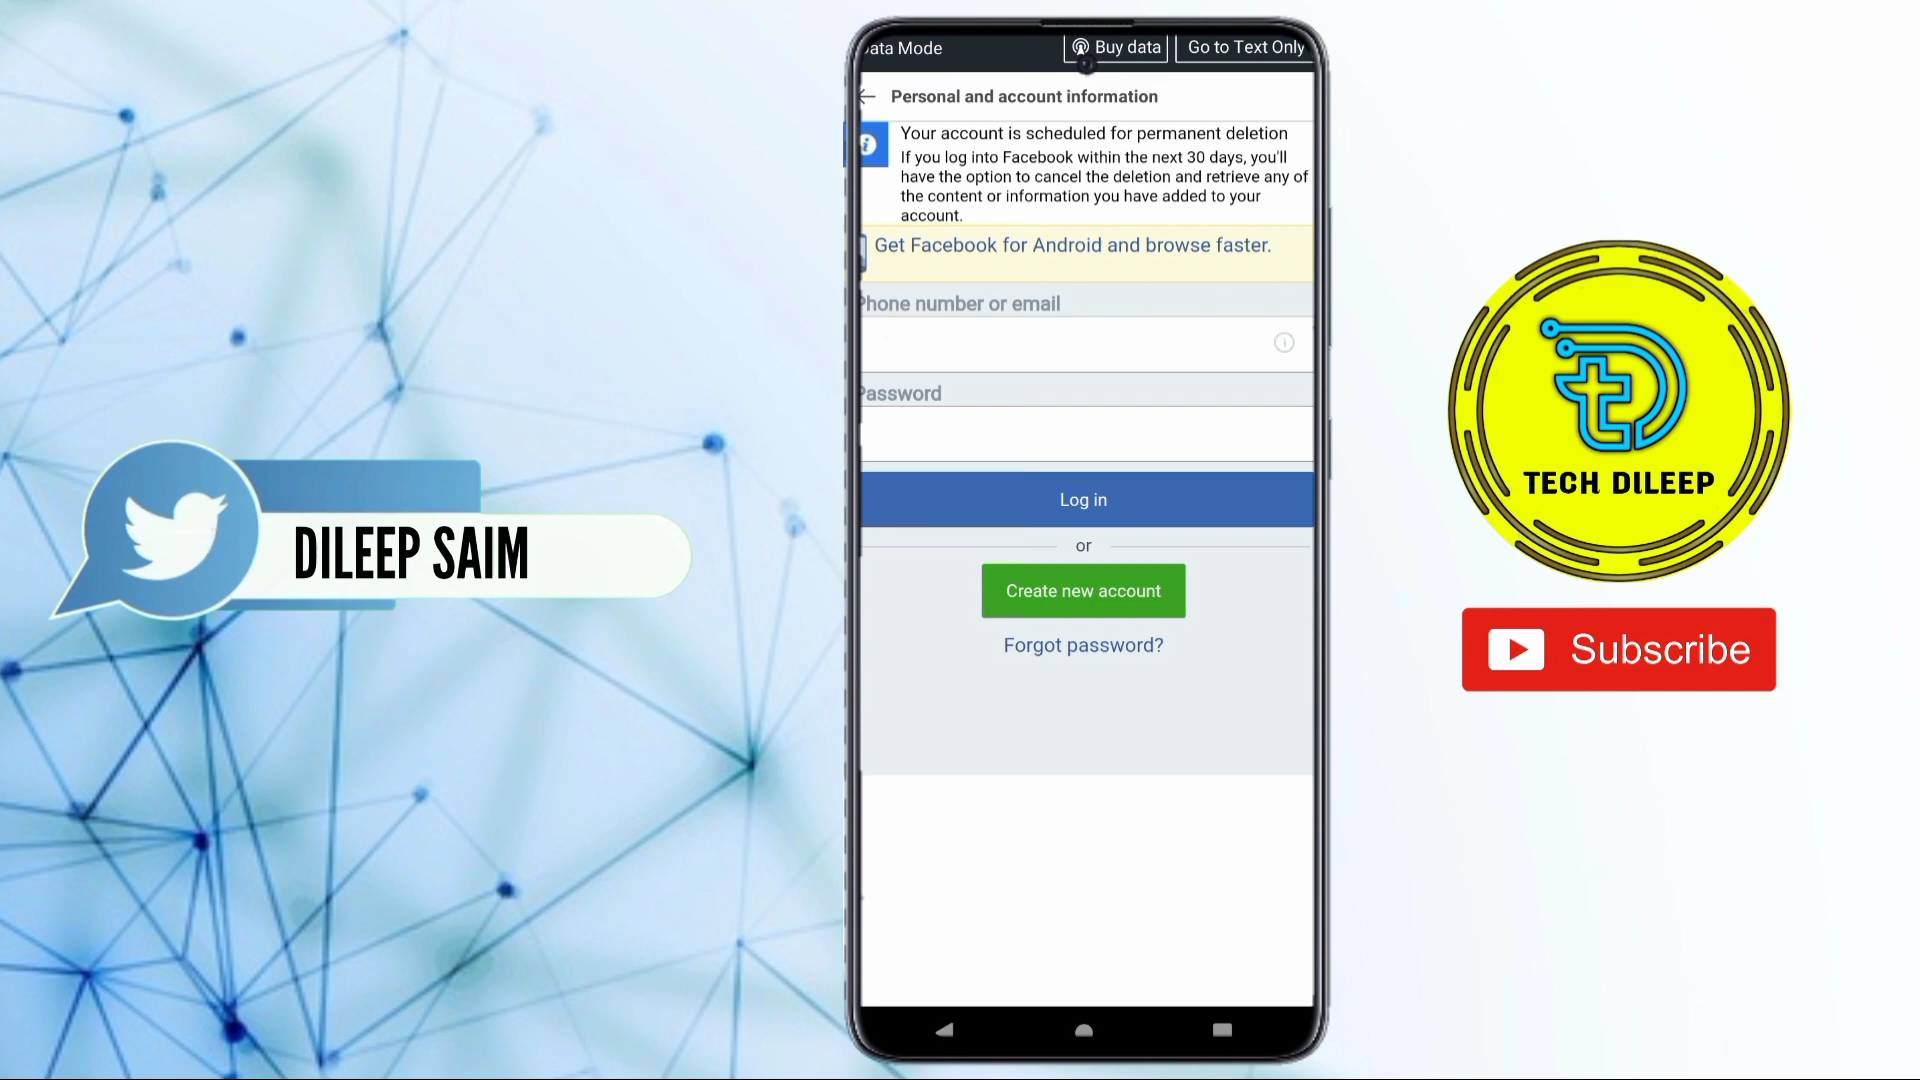 ata Mode
Buy data
Go to Text Only
Personal and account information
Your account is scheduled for permanent deletion
If you log into Facebook within the next 30 days, you'll
have the option to cancel the deletion and retrieve any of
the content or information you have added to your
account.
Get Facebook for Android and browse faster.
Phone number or email
Password
Log in
or
Create new account
Forgot password?
DILEEP SAIM
TECH DILEEP
Subscribe